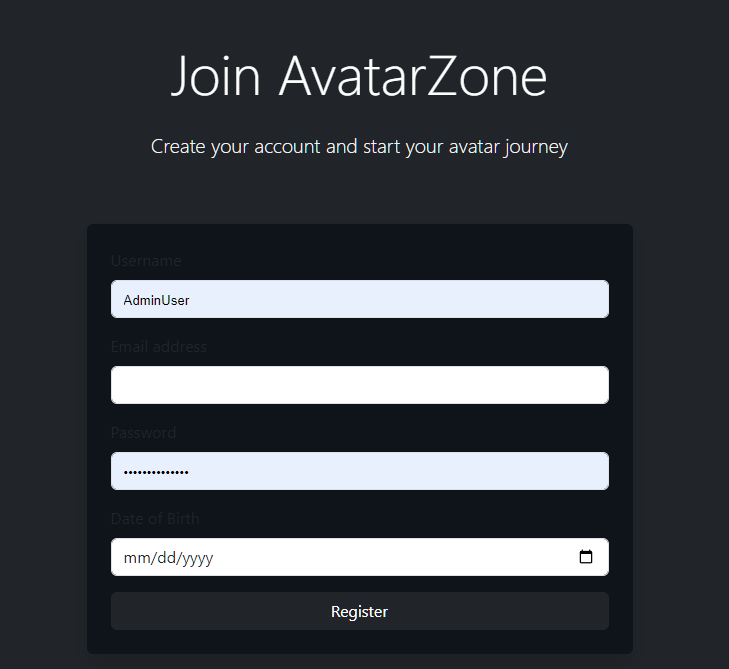 Join AvatarZone
Create your account and start your avatar journey
Username
AdminUser
Email address
Password
••••••••••••••
Date of Birth
mm/dd/yyyy
Register